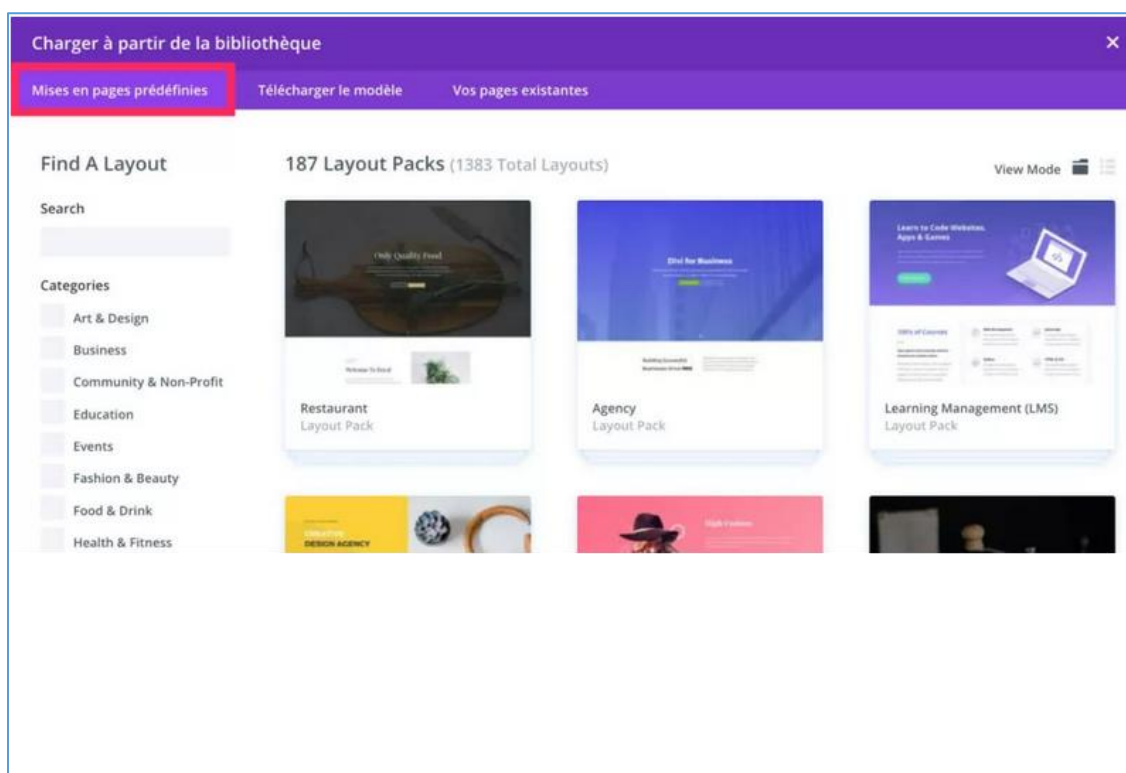 Charger à partir de la bibliothèque
Mises en pages prédéfinies
Télécharger le modèle
Vos pages existantes
Find A Layout
187 Layout Packs (1383 Total Layouts)
View Mode
Search
Categories
Art & Design
Business
Community & Non-Profit
Education
Events
Fashion & Beauty
Food & Drink
Health & Fitness
Only Quality Food
Restaurant
Layout Pack
Divi for Business
Agency
Layout Pack
Learn to Code Websites,
Apps & Games
Learning Management (LMS)
Layout Pack
DESIGN AGENCY
High Fashion